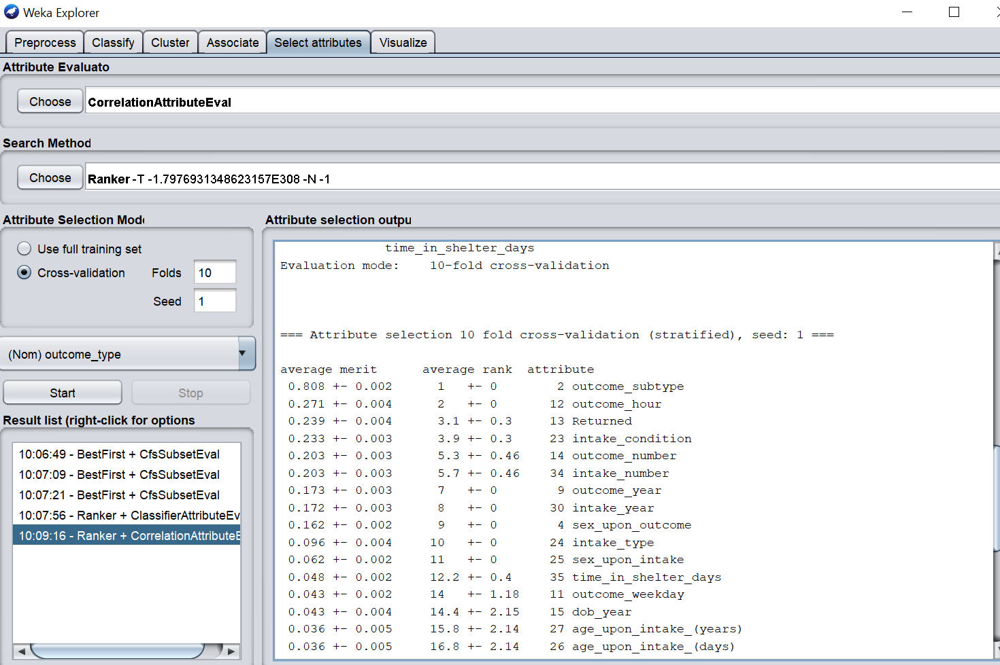 Weka Explorer
Preprocess Classify Cluster Associate Select attributes Visualize
Attribute Evaluato
Choose CorrelationAttributeEval
Search Method
Choose Ranker -T -1.7976931348623157E308 -N -1
Attribute Selection Mode
Use full training set
Cross-validation Folds 10
Seed 1
(Nom) outcome_type
Start Stop
Result list (right-click for options
10:06:49 - BestFirst + CfsSubsetEval
10:07:09 - BestFirst + CfsSubsetEval
10:07:21 - BestFirst + CfsSubsetEval
10:07:56 - Ranker + ClassifierAttributeEv
10:09:16 - Ranker + CorrelationAttributeE
Attribute selection outpu
time_in_shelter_days
Evaluation mode: 10-fold cross-validation
=== Attribute selection 10 fold cross-validation (stratified), seed: 1 ===
average merit average rank attribute
0.808 +- 0.002 1 +- 0 2 outcome_subtype
0.271 +- 0.004 2 +- 0 12 outcome_hour
0.239 +- 0.004 3.1 +- 0.3 13 Returned
0.233 +- 0.003 3.9 +- 0.3 23 intake_condition
0.203 +- 0.003 5.3 +- 0.46 14 outcome_number
0.203 +- 0.003 5.7 +- 0.46 34 intake_number
0.173 +- 0.003 7 +- 0 9 outcome_year
0.172 +- 0.003 8 +- 0 30 intake_year
0.162 +- 0.002 9 +- 0 4 sex_upon_outcome
0.096 +- 0.004 10 +- 0 24 intake_type
0.062 +- 0.002 11 +- 0 25 sex_upon_intake
0.048 +- 0.002 12.2 +- 0.4 35 time_in_shelter_days
0.043 +- 0.002 14 +- 1.18 11 outcome_weekday
0.043 +- 0.004 14.4 +- 2.15 15 dob_year
0.036 +- 0.005 15.8 +- 2.14 27 age_upon_intake_(years)
0.036 +- 0.005 16.8 +- 2.14 26 age_upon_intake_(days)